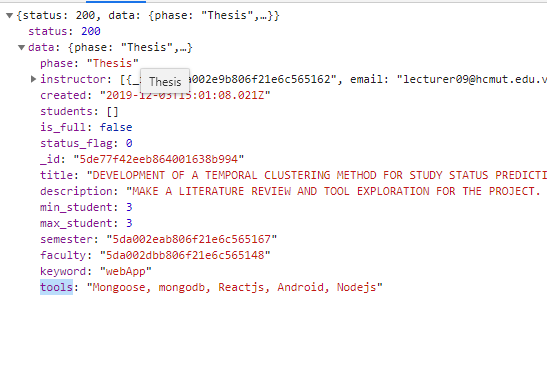 ▼{status: 200, data: {phase: "Thesis",…}}
status: 200
▼data: {phase: "Thesis",…}
phase: "Thesis"
▶instructor: [{_ a002e9b806f21e6c565162", email: "lecturer09@hcmut.edu.v
Thesis
created: "2019-12-03T15:01:08.021Z"
students: []
is_full: false
status_flag: 0
_id: "5de77f42eeb864001638b994"
title: "DEVELOPMENT OF A TEMPORAL CLUSTERING METHOD FOR STUDY STATUS PREDICTI
description: "MAKE A LITERATURE REVIEW AND TOOL EXPLORATION FOR THE PROJECT.
min_student: 3
max_student: 3
semester: "5da002eab806f21e6c565167"
faculty: "5da002dbb806f21e6c565148"
keyword: "webApp"
tools: "Mongoose, mongodb, Reactjs, Android, Nodejs"